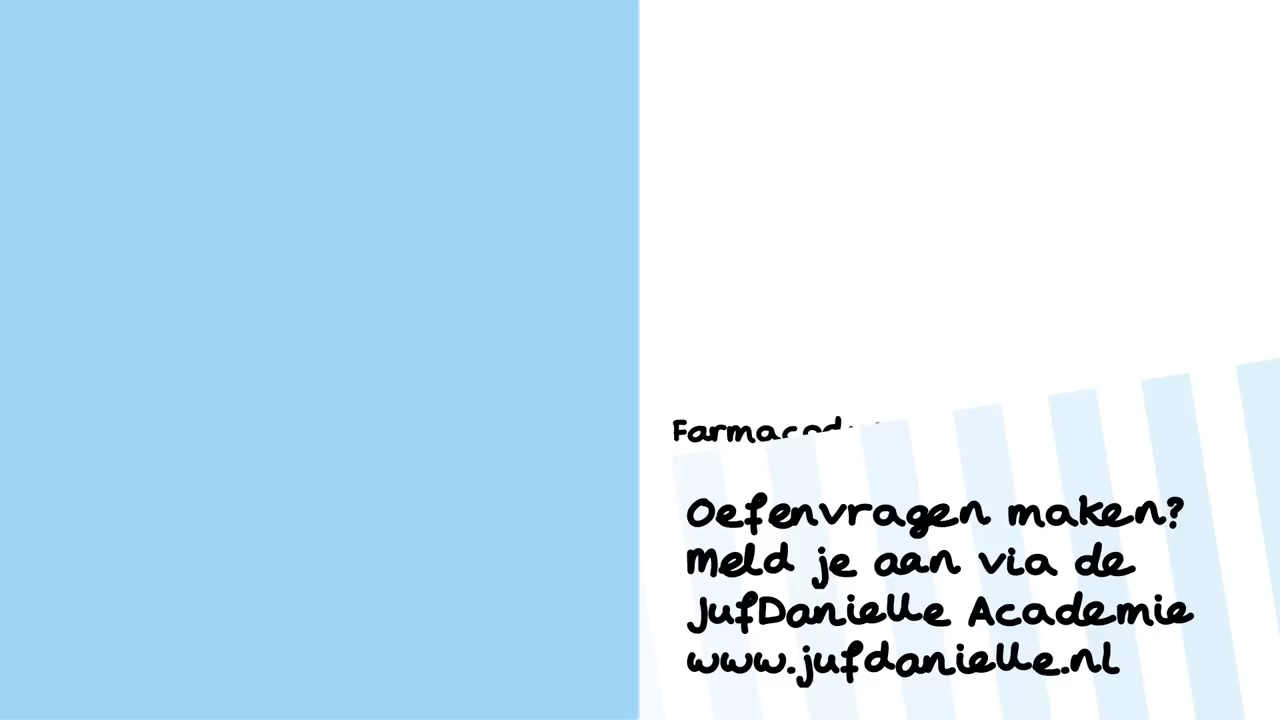 Oefenvragen maken?
Meld je aan via de
JufDanielle Academie
www.jufdanielle.nl